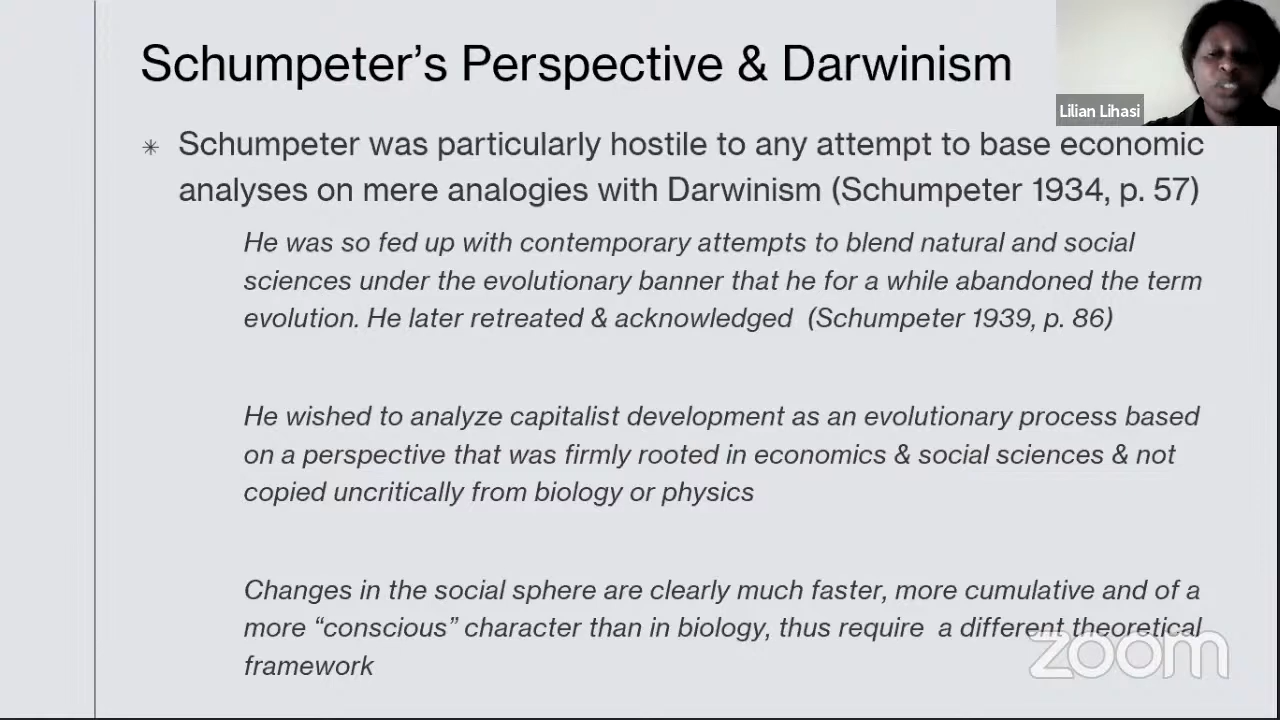 Schumpeter's Perspective & Darwinism
Lilian Lihasi
✳ Schumpeter was particularly hostile to any attempt to base economic
analyses on mere analogies with Darwinism (Schumpeter 1934, p. 57)
He was so fed up with contemporary attempts to blend natural and social
sciences under the evolutionary banner that he for a while abandoned the term
evolution. He later retreated & acknowledged (Schumpeter 1939, p. 86)
He wished to analyze capitalist development as an evolutionary process based
on a perspective that was firmly rooted in economics & social sciences & not
copied uncritically from biology or physics
Changes in the social sphere are clearly much faster, more cumulative and of a
more “conscious” character than in biology, thus require a different theoretical
framework
zoom